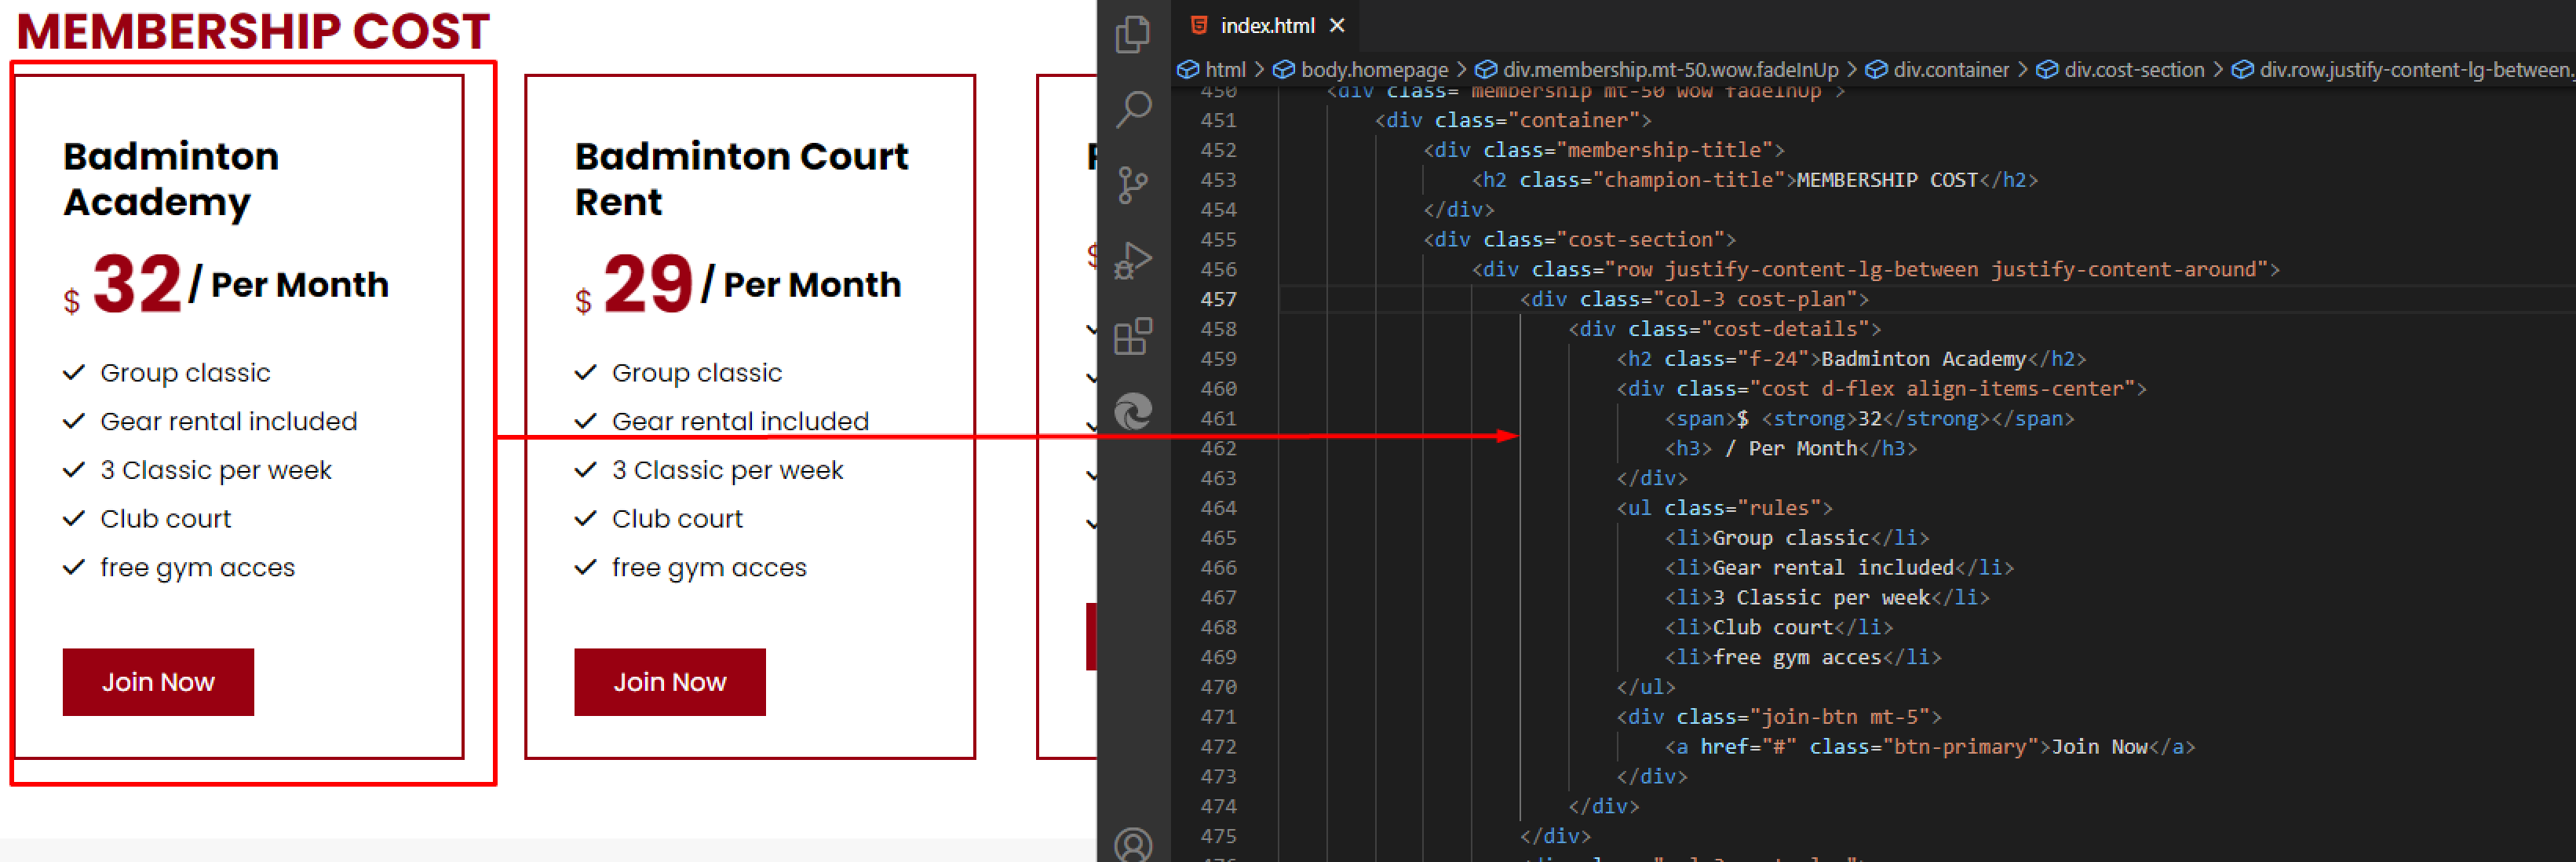 MEMBERSHIP COST
Badminton
Academy
$ 32 / Per Month
Group classic
Gear rental included
3 Classic per week
Club court
free gym acces
Join Now
Badminton Court
Rent
$ 29 / Per Month
Group classic
Gear rental included
3 Classic per week
Club court
free gym acces
Join Now
$
index.html
html > body.homepage > div.membership.mt-50.wow.fadeInUp > div.container > div.cost-section > div.row.justify-content-lg-between.
450 <div class="membership mt-50 wow fadeInUp">
451 <div class="container">
452 <div class="membership-title">
453 <h2 class="champion-title">MEMBERSHIP COST</h2>
454 </div>
455 <div class="cost-section">
456 <div class="row justify-content-lg-between justify-content-around">
457 <div class="col-3 cost-plan">
458 <div class="cost-details">
459 <h2 class="f-24">Badminton Academy</h2>
460 <div class="cost d-flex align-items-center">
461 <span>$ <strong>32</strong></span>
462 <h3> / Per Month</h3>
463 </div>
464 <ul class="rules">
465 <li>Group classic</li>
466 <li>Gear rental included</li>
467 <li>3 Classic per week</li>
468 <li>Club court</li>
469 <li>free gym acces</li>
470 </ul>
471 <div class="join-btn mt-5">
472 <a href="#" class="btn-primary">Join Now</a>
473 </div>
474 </div>
475 </div>